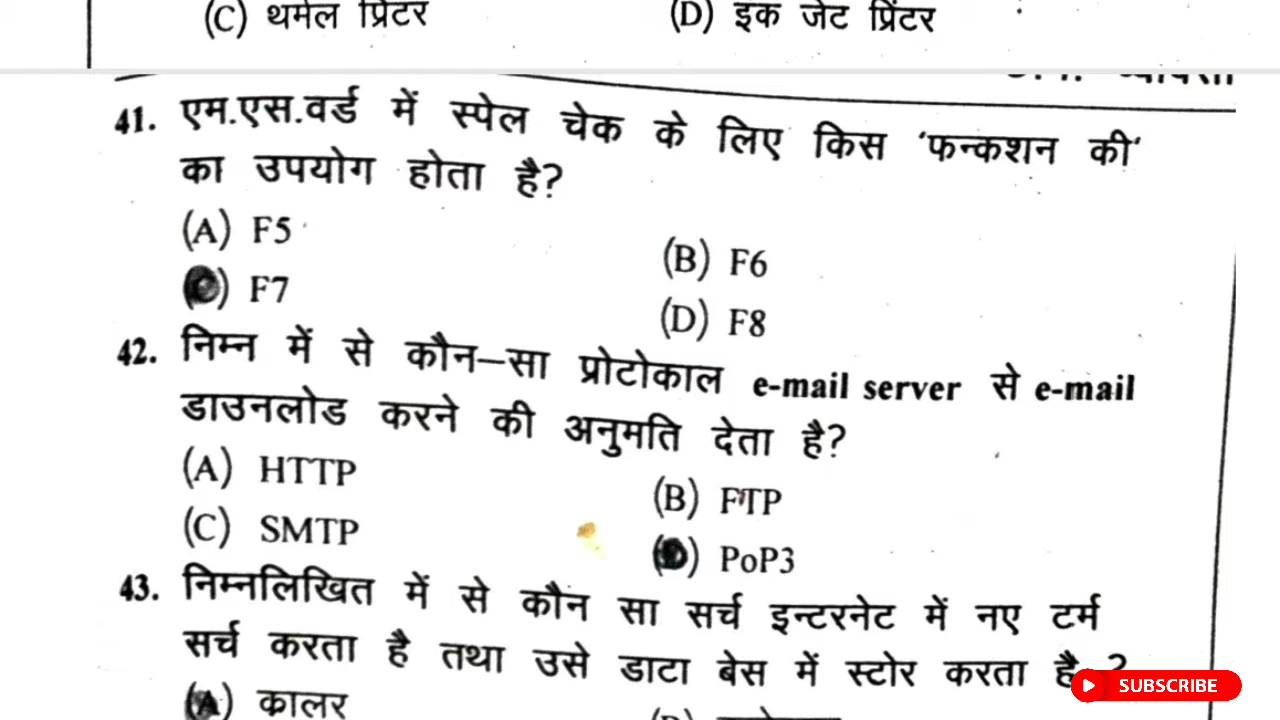 (C) थर्मल प्रिंटर
(D) इंक जेट प्रिंटर
41. एम.एस.वर्ड में स्पेल चेक के लिए किस 'फन्कशन की'
का उपयोग होता है?
(A) F5
(B) F6
(C) F7
(D) F8
42. निम्न में से कौन–सा प्रोटोकाल e-mail server से e-mail
डाउनलोड करने की अनुमति देता है?
(A) HTTP
(B) FTP
(C) SMTP
(D) PoP3
43. निम्नलिखित में से कौन सा सर्च इन्टरनेट में नए टर्म
सर्च करता है तथा उसे डाटा बेस में स्टोर करता है ?
SUBSCRIBE
(A) कालर
(B)